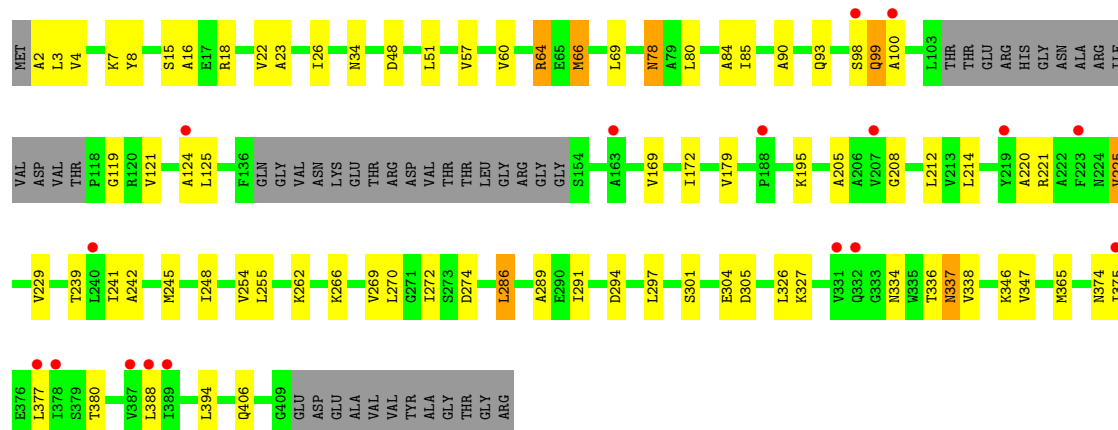 MET A2 L3 V4 K7 Y8 S15 A16 E17 R18 V22 A23 I26 N34 D48 L51 V57 V60 R64 E65 M66 L69 N78 A79 L80 A84 I85 A90 Q93 S98 Q99 A100 L103 THR THR GLU ARG HIS GLY ASN ALA ARG ILE
VAL ASP VAL THR P118 G119 R120 V121 A124 L125 F136 GLN GLY VAL ASN LYS GLU THR ARG ASP VAL THR THR LEU GLY ARG GLY GLY S154 A163 V169 I172 V179 P188 K195 A205 A206 V207 G208 L212 V213 L214 Y219 A220 R221 A222 F223 N224
V229 T239 L240 I241 A242 M245 I248 V254 L255 K262 K266 V269 L270 G271 I272 S273 D274 L286 A289 E290 I291 D294 L297 S301 E304 D305 L326 K327 V331 Q332 G333 N334 W335 T336 N337 V338 K346 V347 M365 N374 L375
E376 L377 I378 S379 T380 V387 L388 I389 L394 Q406 G409 GLU ASP GLU ALA VAL VAL TYR ALA GLY THR GLY ARG